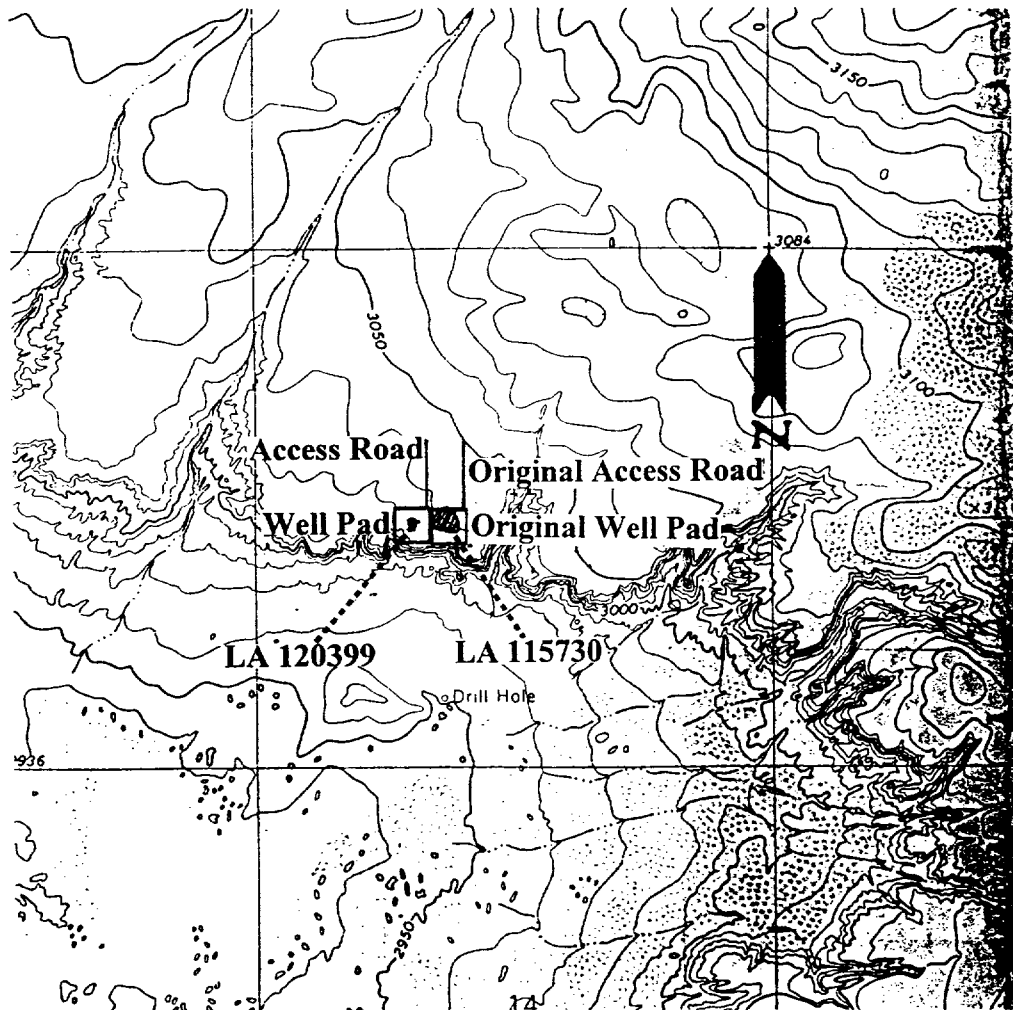 3150
3084
3050
3100
N
Access Road
Original Access Road
Well Pad
Original Well Pad
3000
LA 120399
LA 115730
Drill Hole
2936
2950
14